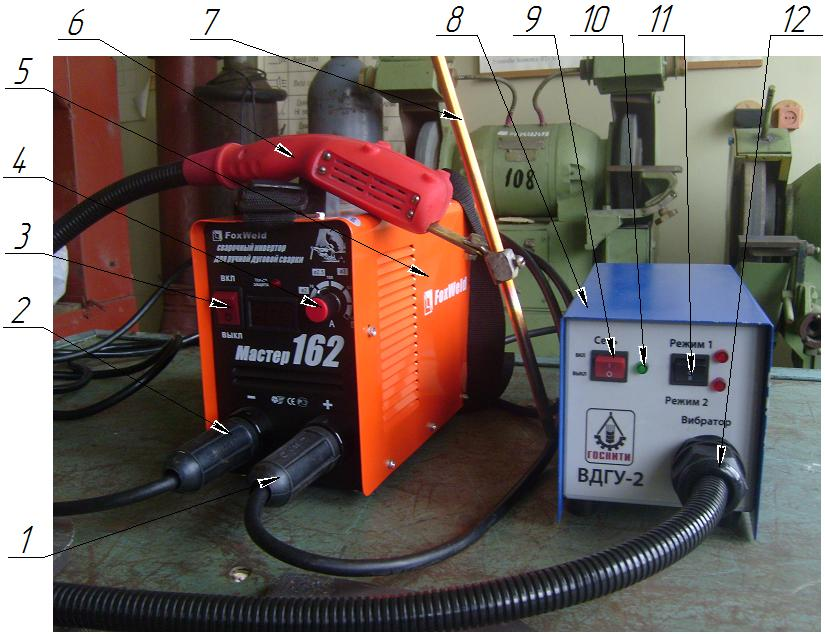 6 7 8 9 10 11 12
5
4
3
2
1
108
FoxWeld
сварочный инвертор
для ручной дуговой сварки
ВКЛ
ВЫКЛ
A
FoxWeld
Мастер 162
- CE +
Сеть
ВКЛ
ВЫКЛ
Режим 1
Режим 2
Вибратор
ГОСНИТИ
ВДГУ-2